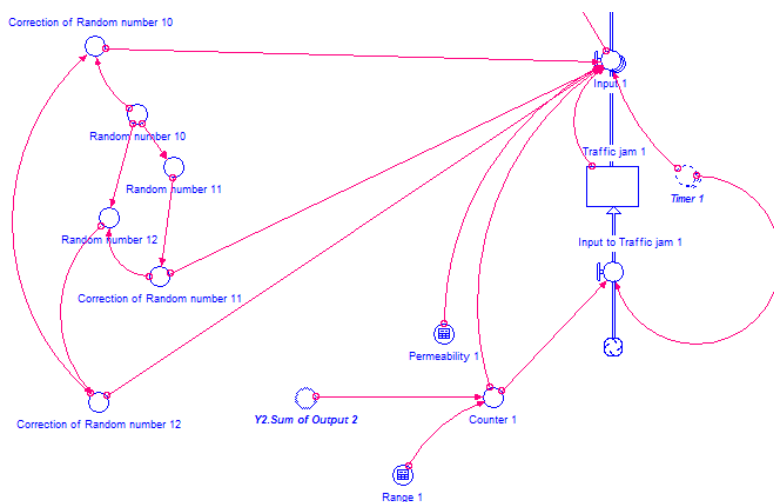 Correction of Random number 10
Input 1
Random number 10
Traffic jam 1
Random number 11
Timer 1
Random number 12
Input to Traffic jam 1
Correction of Random number 11
Permeability 1
Y2.Sum of Output 2
Counter 1
Correction of Random number 12
Range 1